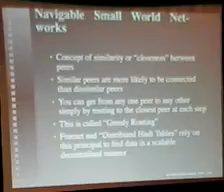 Navigable Small World Net-
works
Concept of similarity or "closeness" between
peers
Similar peers are more likely to be connected
than dissimilar peers
You can get from any one peer to any other
simply by routing to the closest peer at each step
This is called "Greedy Routing"
Freenet and "Distributed Hash Tables" rely on
this principal to find data in a scalable
decentralised manner